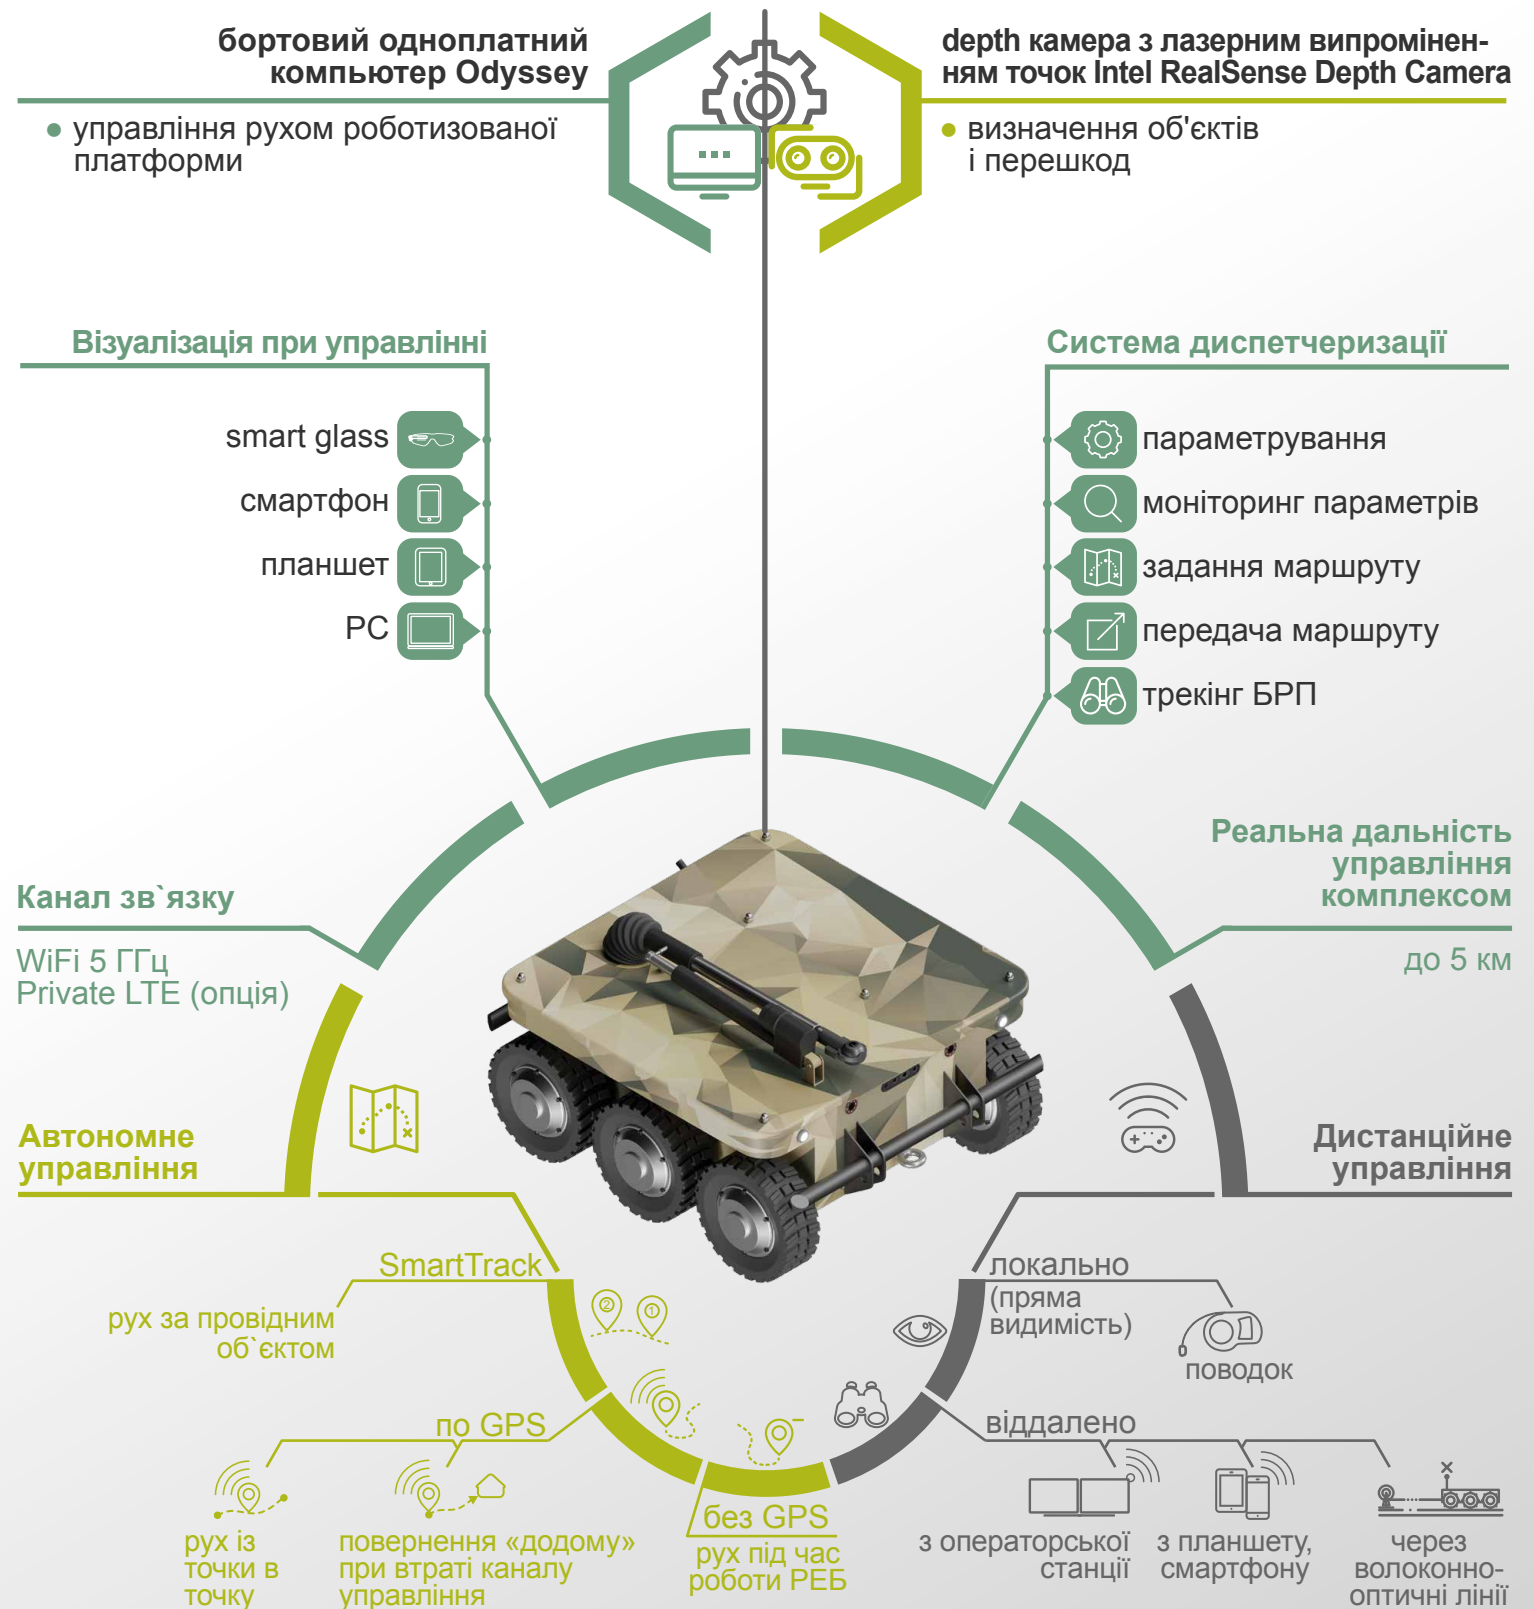 бортовий одноплатний
компьютер Odyssey
управління рухом роботизованої
платформи
depth камера з лазерним випромінен-
ням точок Intel RealSense Depth Camera
визначення об'єктів
і перешкод
Візуалізація при управлінні
smart glass
смартфон
планшет
PC
Система диспетчеризації
параметрування
моніторинг параметрів
задання маршруту
передача маршруту
трекінг БРП
Канал зв`язку
WiFi 5 ГГц
Private LTE (опція)
Реальна дальність
управління
комплексом
до 5 км
Автономне
управління
SmartTrack
рух за провідним
об`єктом
2
1
по GPS
рух із
точки в
точку
повернення «додому»
при втраті каналу
управління
без GPS
рух під час
роботи РЕБ
Дистанційне
управління
локально
(пряма
видимість)
поводок
віддалено
з операторської
станції
з планшету,
смартфону
через
волоконно-
оптичні лінії